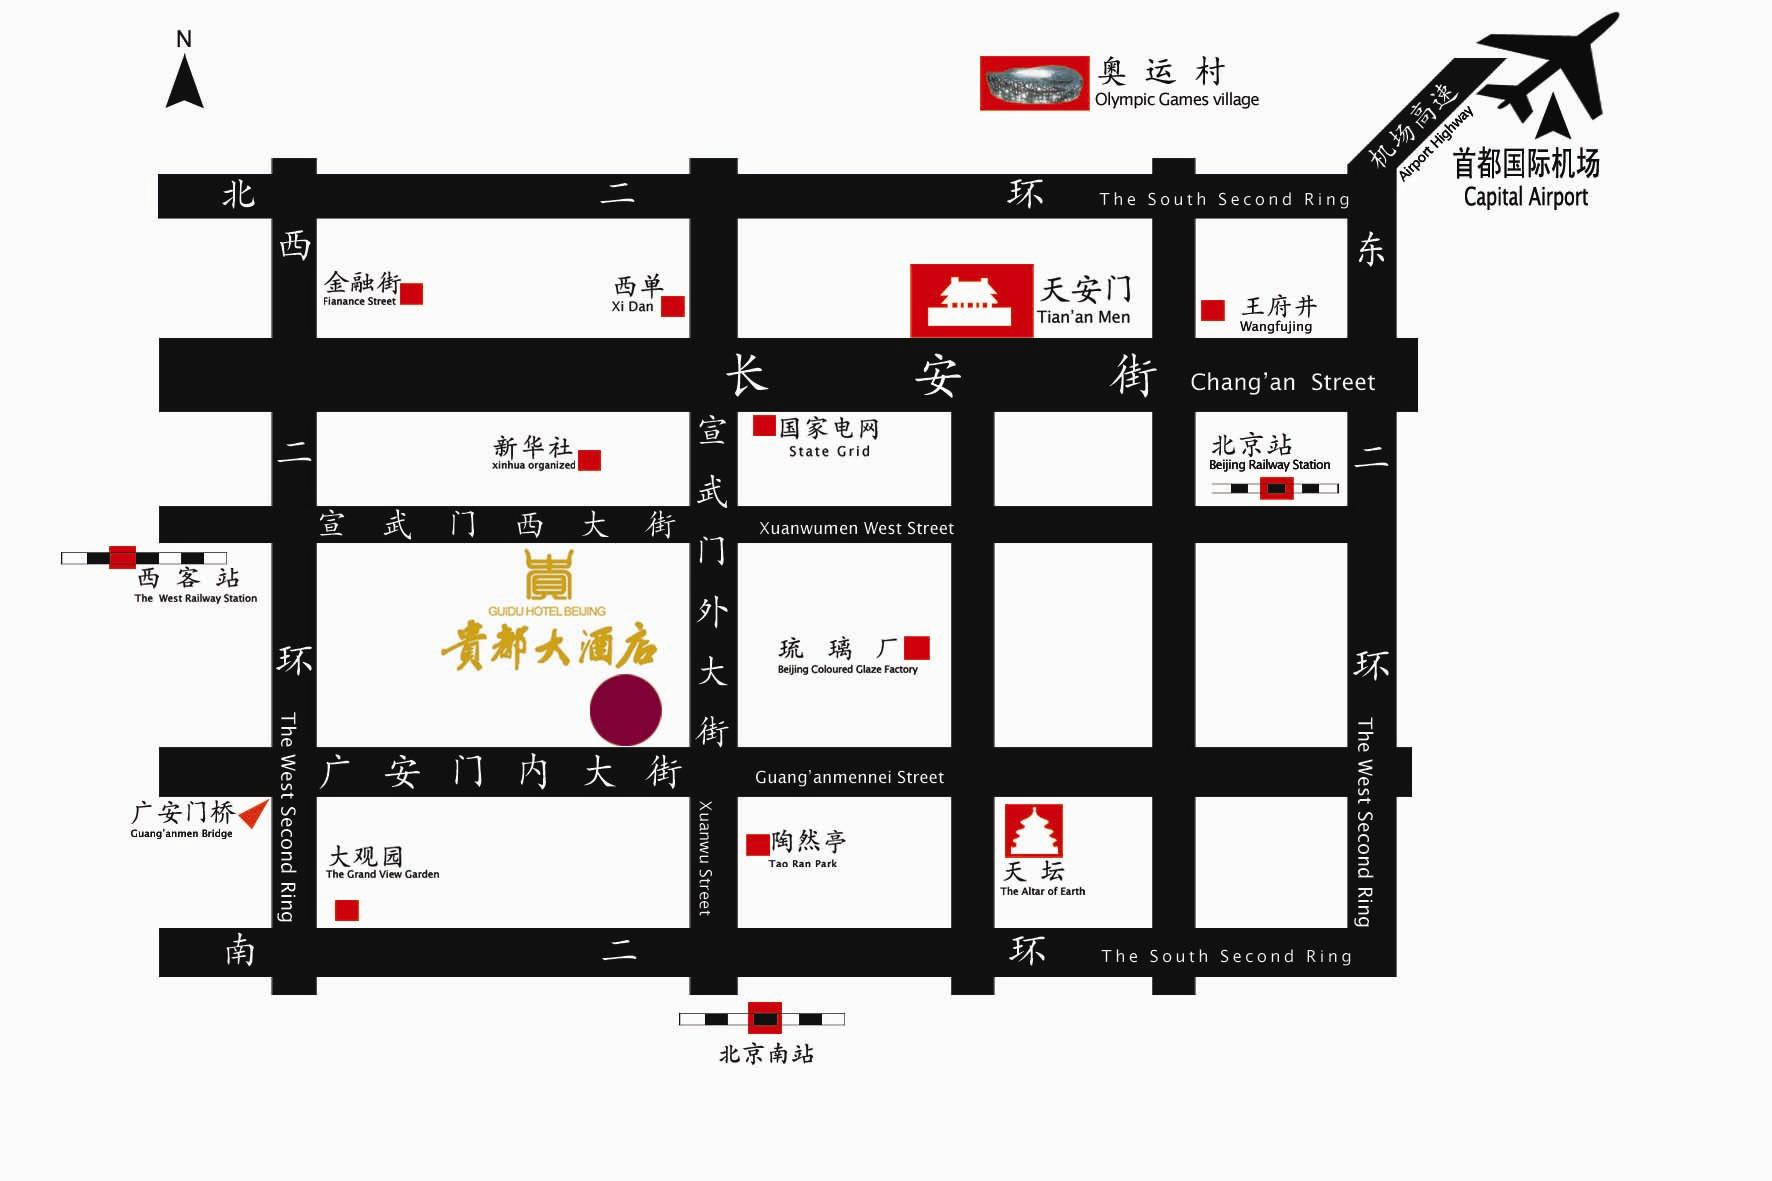 N
奥运村
Olympic Games village
机场高速
Airport Highway
首都国际机场
Capital Airport
北二环
The South Second Ring
西二环
The West Second Ring
东二环
The West Second Ring
金融街
Fianance Street
西单
Xi Dan
天安门
Tian'an Men
王府井
Wangfujing
长安街
Chang'an Street
新华社
xinhua organized
宣武门外大街
Xuanwu Street
国家电网
State Grid
北京站
Beijing Railway Station
宣武门西大街
Xuanwumen West Street
西客站
The West Railway Station
貴
GUIDU HOTEL BEIJING
貴都大酒店
琉璃厂
Beijing Coloured Glaze Factory
广安门内大街
Guang'anmennei Street
广安门桥
Guang'anmen Bridge
大观园
The Grand View Garden
陶然亭
Tao Ran Park
天坛
The Altar of Earth
南二环
The South Second Ring
北京南站